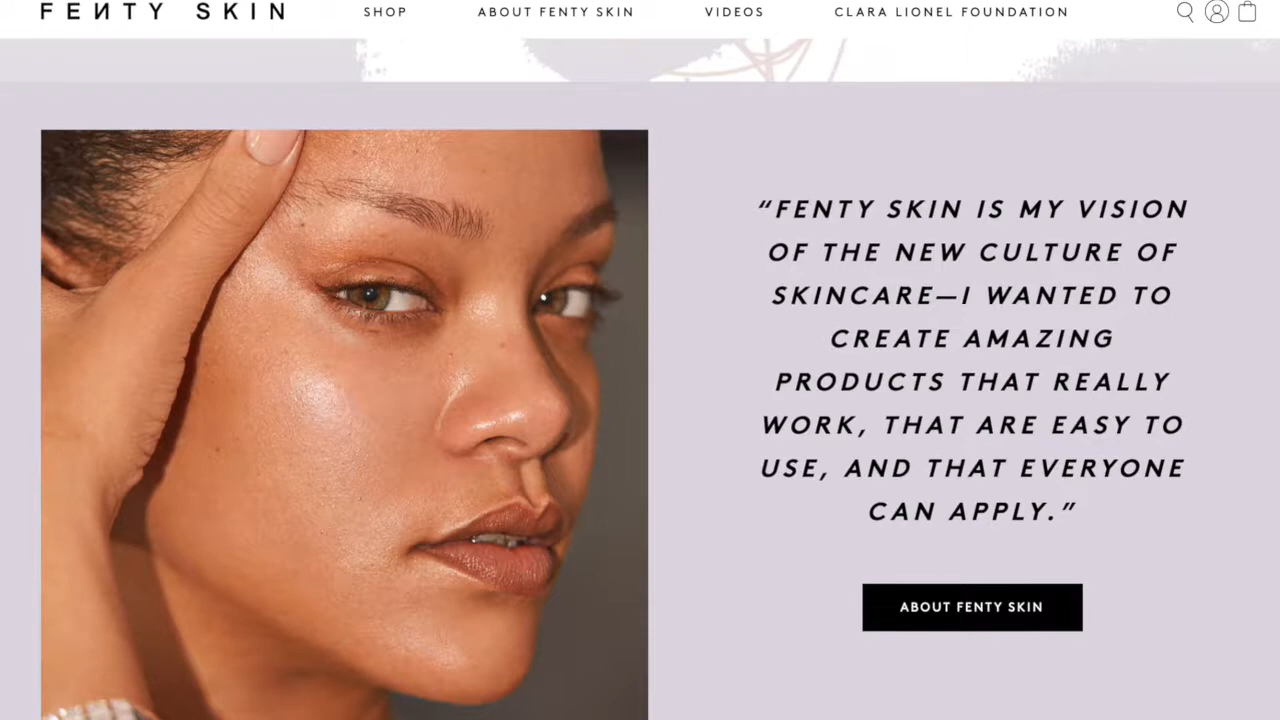 FENTY SKIN
SHOP
ABOUT FENTY SKIN
VIDEOS
CLARA LIONEL FOUNDATION
“FENTY SKIN IS MY VISION
OF THE NEW CULTURE OF
SKINCARE—I WANTED TO
CREATE AMAZING
PRODUCTS THAT REALLY
WORK, THAT ARE EASY TO
USE, AND THAT EVERYONE
CAN APPLY.”
ABOUT FENTY SKIN